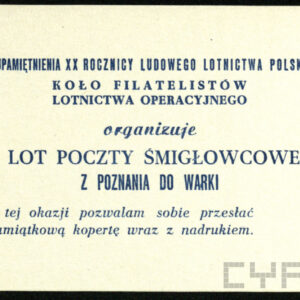 UPAMIĘTNIENIA XX ROCZNICY LUDOWEGO LOTNICTWA POLSK
KOŁO FILATELISTÓW
LOTNICTWA OPERACYJNEGO
organizuje
LOT POCZTY ŚMIGŁOWCOWE
Z POZNANIA DO WARKI
tej okazji pozwalam sobie przesłać
amiątkową kopertę wraz z nadrukiem.